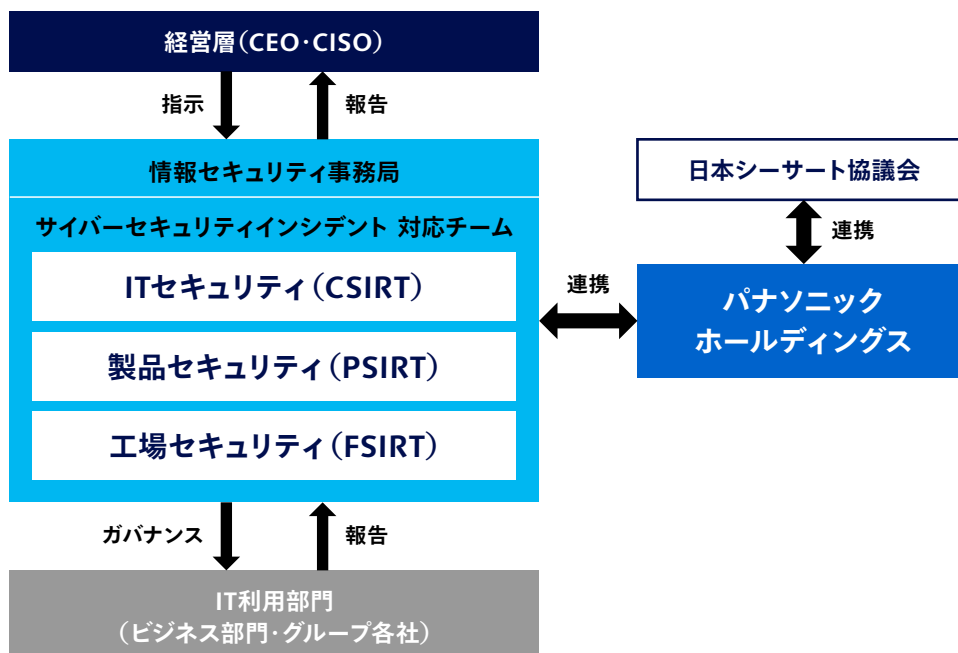 経営層(CEO・CISO)
指示
報告
情報セキュリティ事務局
サイバーセキュリティインシデント 対応チーム
ITセキュリティ(CSIRT)
製品セキュリティ(PSIRT)
工場セキュリティ(FSIRT)
連携
日本シーサート協議会
連携
パナソニック
ホールディングス
ガバナンス
報告
IT利用部門
(ビジネス部門・グループ各社)